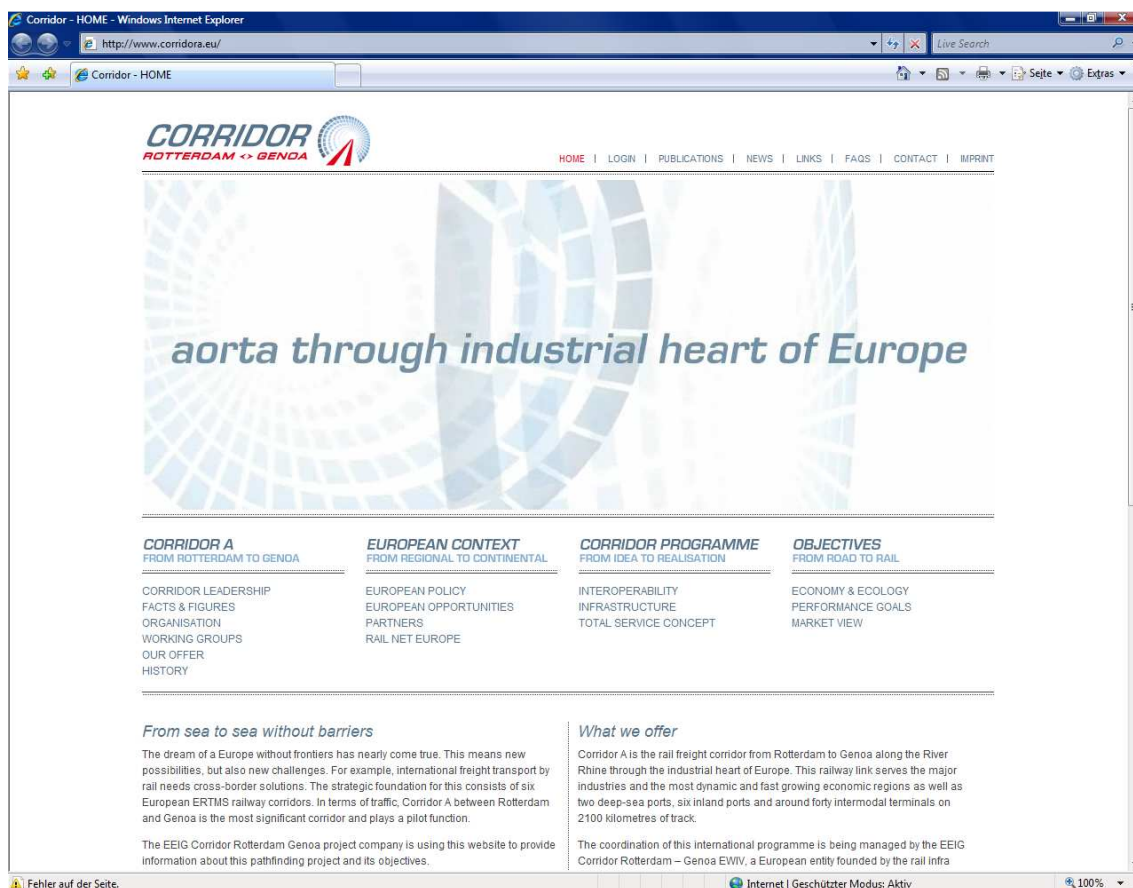 Corridor - HOME - Windows Internet Explorer
http://www.corridora.eu/
Live Search
Corridor - HOME
Seite
Extras
CORRIDOR
ROTTERDAM <> GENOA
HOME | LOGIN | PUBLICATIONS | NEWS | LINKS | FAQS | CONTACT | IMPRINT
aorta through industrial heart of Europe
CORRIDOR A
FROM ROTTERDAM TO GENOA
CORRIDOR LEADERSHIP
FACTS & FIGURES
ORGANISATION
WORKING GROUPS
OUR OFFER
HISTORY
EUROPEAN CONTEXT
FROM REGIONAL TO CONTINENTAL
EUROPEAN POLICY
EUROPEAN OPPORTUNITIES
PARTNERS
RAIL NET EUROPE
CORRIDOR PROGRAMME
FROM IDEA TO REALISATION
INTEROPERABILITY
INFRASTRUCTURE
TOTAL SERVICE CONCEPT
OBJECTIVES
FROM ROAD TO RAIL
ECONOMY & ECOLOGY
PERFORMANCE GOALS
MARKET VIEW
From sea to sea without barriers
The dream of a Europe without frontiers has nearly come true. This means new
possibilities, but also new challenges. For example, international freight transport by
rail needs cross-border solutions. The strategic foundation for this consists of six
European ERTMS railway corridors. In terms of traffic, Corridor A between Rotterdam
and Genoa is the most significant corridor and plays a pilot function.
The EEIG Corridor Rotterdam Genoa project company is using this website to provide
information about this pathfinding project and its objectives.
What we offer
Corridor A is the rail freight corridor from Rotterdam to Genoa along the River
Rhine through the industrial heart of Europe. This railway link serves the major
industries and the most dynamic and fast growing economic regions as well as
two deep-sea ports, six inland ports and around forty intermodal terminals on
2100 kilometres of track.
The coordination of this international programme is being managed by the EEIG
Corridor Rotterdam – Genoa EWIV, a European entity founded by the rail infra
Fehler auf der Seite.
Internet | Geschützter Modus: Aktiv
100%